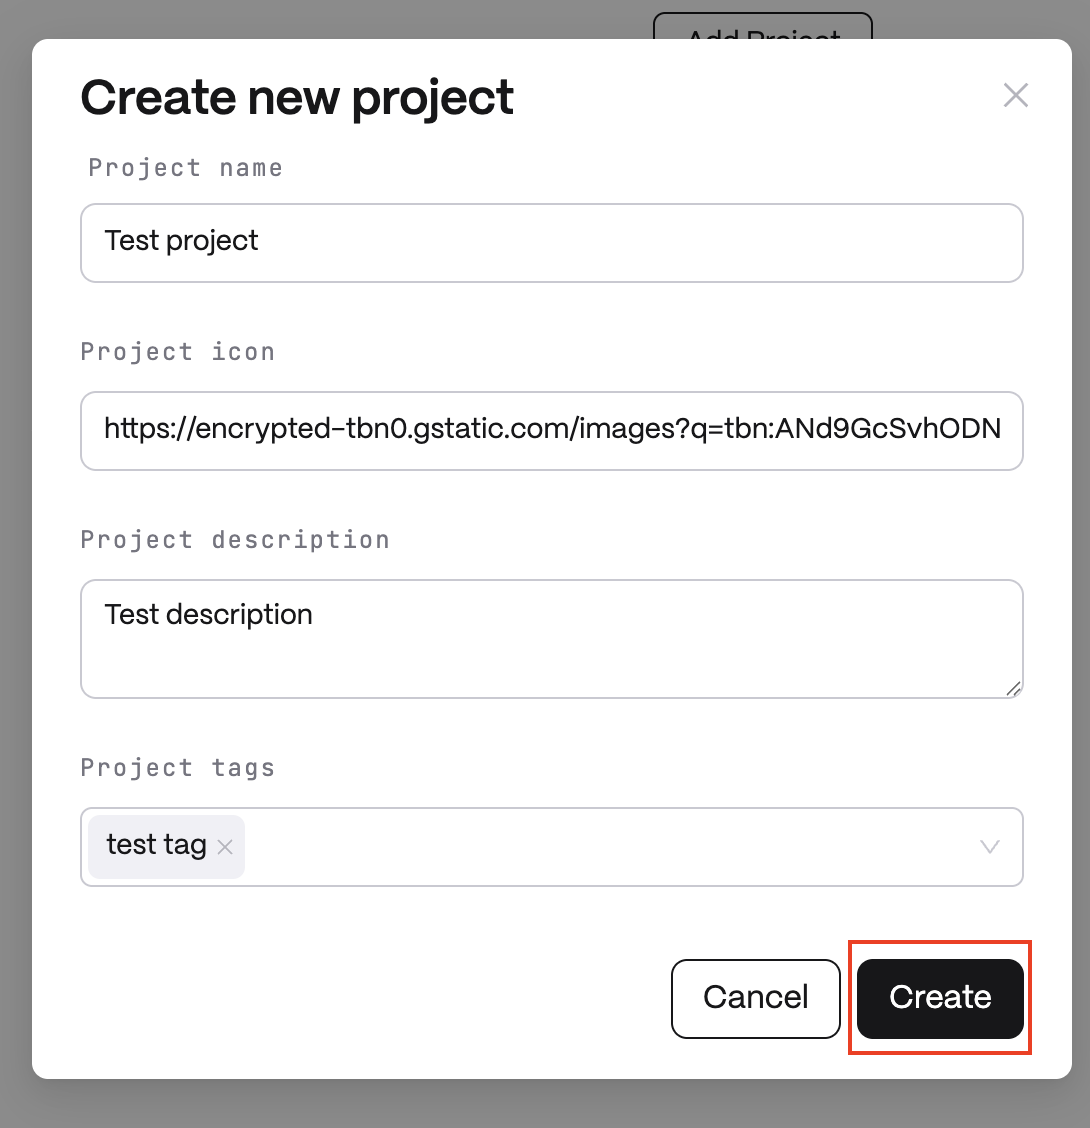 Add Project
Create new project
Project name
Test project
Project icon
https://encrypted-tbn0.gstatic.com/images?q=tbn:ANd9GcSvhODN
Project description
Test description
Project tags
test tag
Cancel
Create